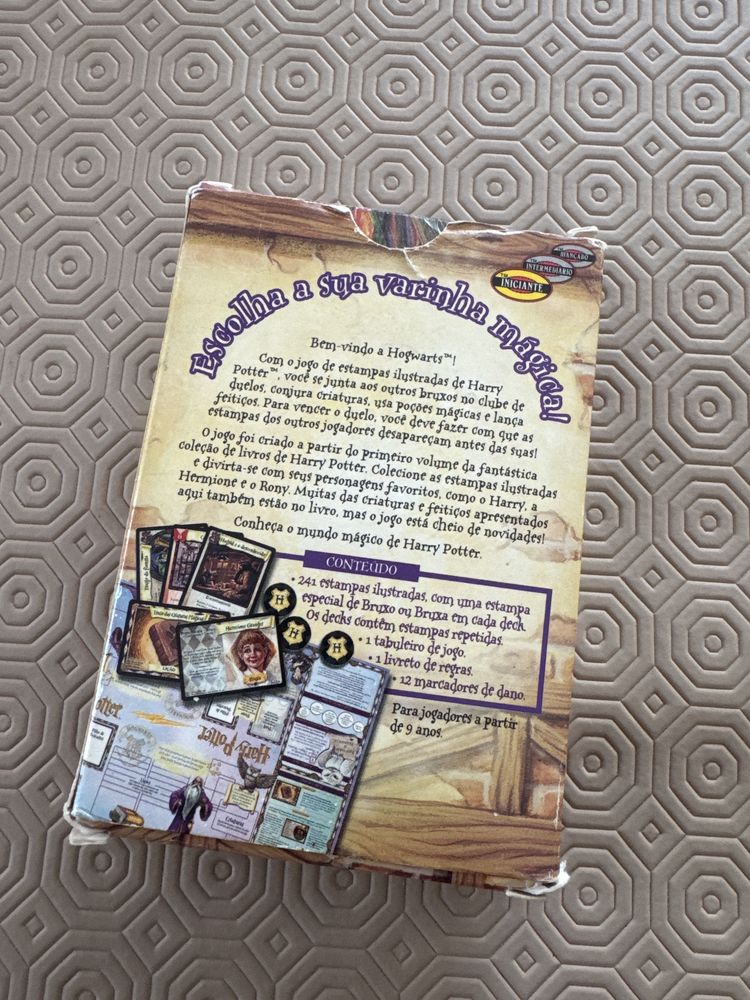 AVANÇADO
INTERMEDIÁRIO
INICIANTE
Escolha a sua varinha mágica!
Bem-vindo a Hogwarts™!
Com o jogo de estampas ilustradas de Harry
Potter™, você se junta aos outros bruxos no clube de
duelos, conjura criaturas, usa poções mágicas e lança
feitiços. Para vencer o duelo, você deve fazer com que as
estampas dos outros jogadores desapareçam antes das suas!
O jogo foi criado a partir do primeiro volume da fantástica
coleção de livros de Harry Potter. Colecione as estampas ilustradas
e divirta-se com seus personagens favoritos, como o Harry, a
Hermione e o Rony. Muitas das criaturas e feitiços apresentados
aqui também estão no livro, mas o jogo está cheio de novidades!
Conheça o mundo mágico de Harry Potter.
CONTEÚDO
• 241 estampas ilustradas, com uma estampa
especial de Bruxo ou Bruxa em cada deck.
Os decks contêm estampas repetidas.
• 1 tabuleiro de jogo.
• 1 livreto de regras.
• 12 marcadores de dano.
Para jogadores a partir
de 9 anos.
Hermione Granger
LIÇÃO
H
H
H
Harry Potter
Criaturas